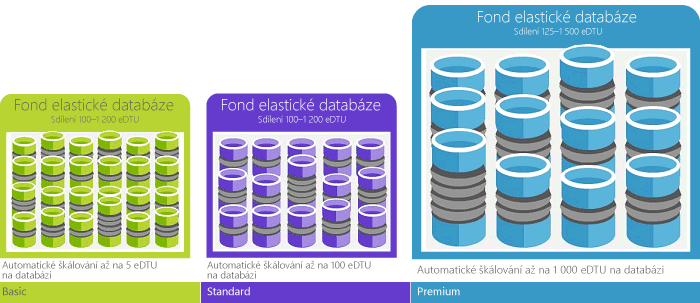 Fond elastické databáze
Sdílení 100–1 200 eDTU
Automatické škálování až na 5 eDTU
na databázi
Basic
Fond elastické databáze
Sdílení 100–1 200 eDTU
Automatické škálování až na 100 eDTU
na databázi
Standard
Fond elastické databáze
Sdílení 125–1 500 eDTU
Automatické škálování až na 1 000 eDTU na databázi
Premium